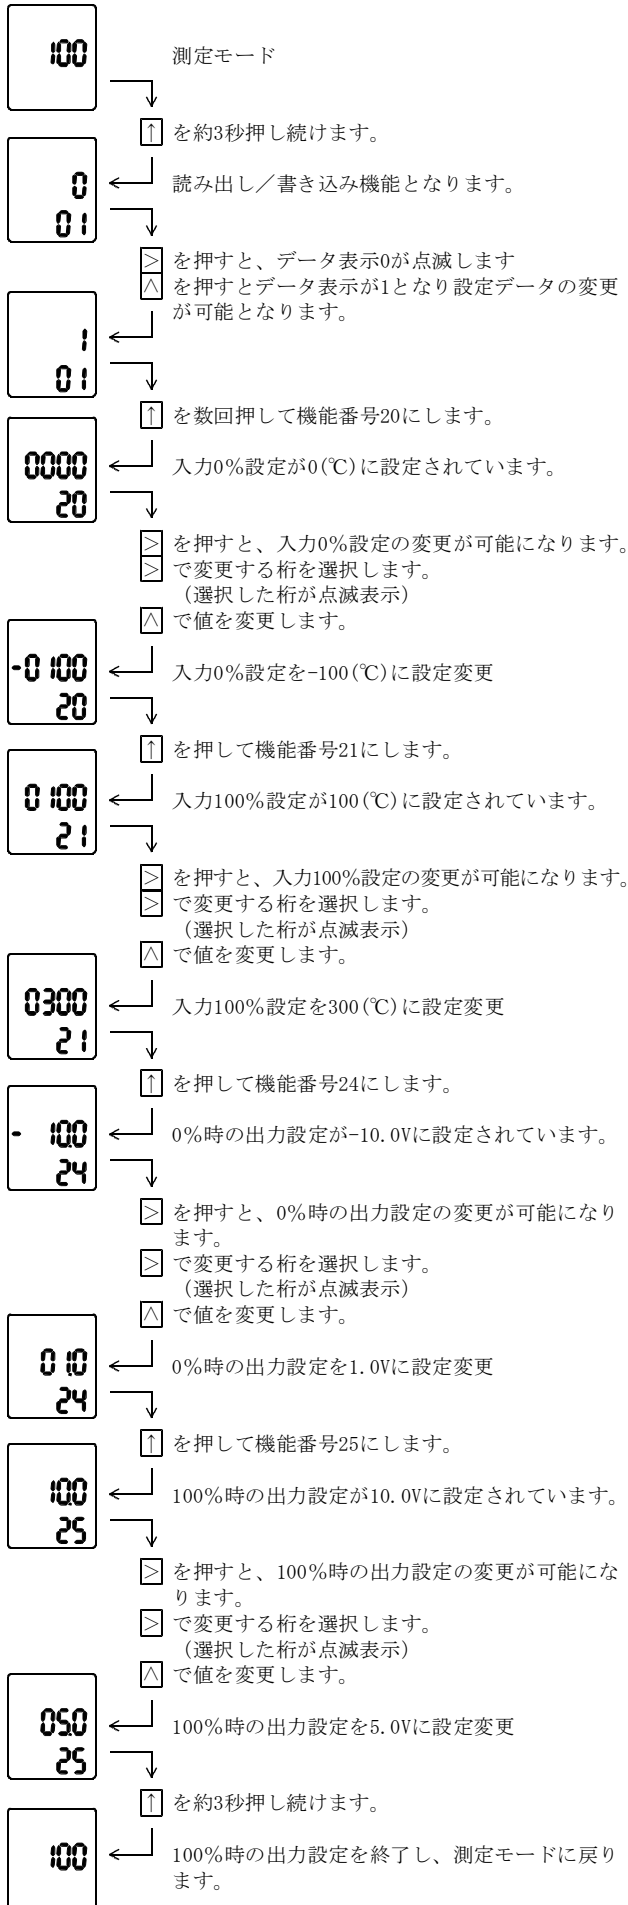 100
測定モード
↑ を約3秒押し続けます。
0
読み出し／書き込み機能となります。
01
> を押すと、データ表示0が点滅します
∧ を押すとデータ表示が1となり設定データの変更
が可能となります。
1
01
↑ を数回押して機能番号20にします。
0000
入力0%設定が0(℃)に設定されています。
20
> を押すと、入力0%設定の変更が可能になります。
> で変更する桁を選択します。
（選択した桁が点滅表示）
∧ で値を変更します。
-0100
入力0%設定を-100(℃)に設定変更
20
↑ を押して機能番号21にします。
0100
入力100%設定が100(℃)に設定されています。
21
> を押すと、入力100%設定の変更が可能になります。
> で変更する桁を選択します。
（選択した桁が点滅表示）
∧ で値を変更します。
0300
入力100%設定を300(℃)に設定変更
21
↑ を押して機能番号24にします。
- 10.0
0%時の出力設定が-10.0Vに設定されています。
24
> を押すと、0%時の出力設定の変更が可能になり
ます。
> で変更する桁を選択します。
（選択した桁が点滅表示）
∧ で値を変更します。
01.0
0%時の出力設定を1.0Vに設定変更
24
↑ を押して機能番号25にします。
10.0
100%時の出力設定が10.0Vに設定されています。
25
> を押すと、100%時の出力設定の変更が可能にな
ります。
> で変更する桁を選択します。
（選択した桁が点滅表示）
∧ で値を変更します。
05.0
100%時の出力設定を5.0Vに設定変更
25
↑ を約3秒押し続けます。
100
100%時の出力設定を終了し、測定モードに戻り
ます。